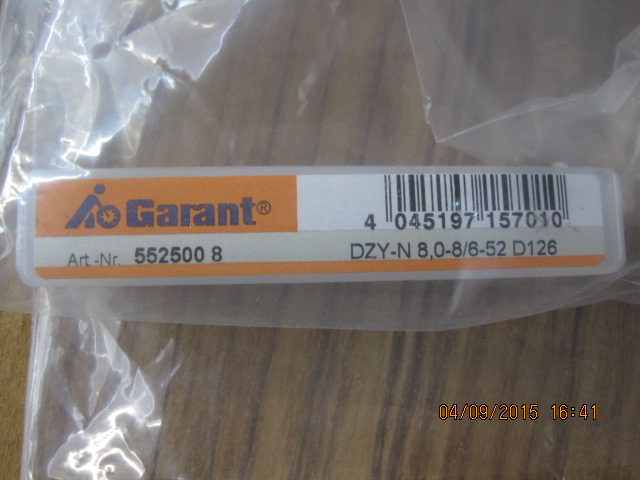 Garant®
4 045197 157010
Art.-Nr. 552500 8
DZY-N 8,0-8/6-52 D126
04/09/2015 16:41